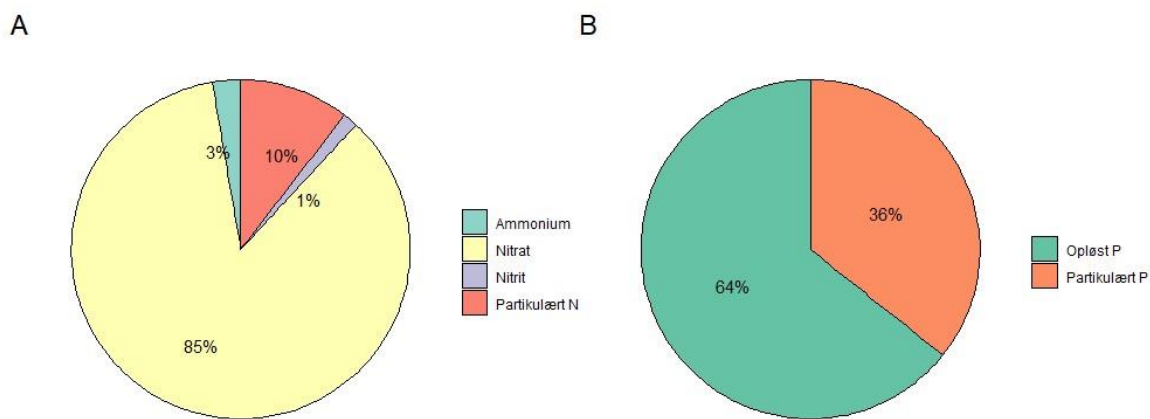 A
3%
10%
1%
85%
Ammonium
Nitrat
Nitrit
Partikulært N
B
36%
64%
Opløst P
Partikulært P